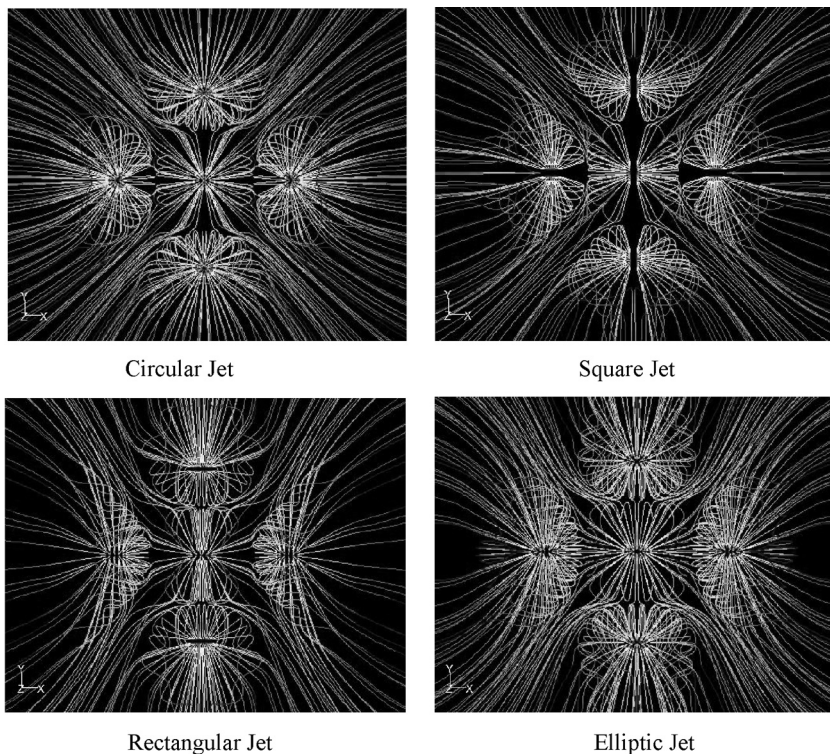 Y
Z X
Circular Jet
Y
Z X
Square Jet
Y
Z X
Rectangular Jet
Y
Z X
Elliptic Jet